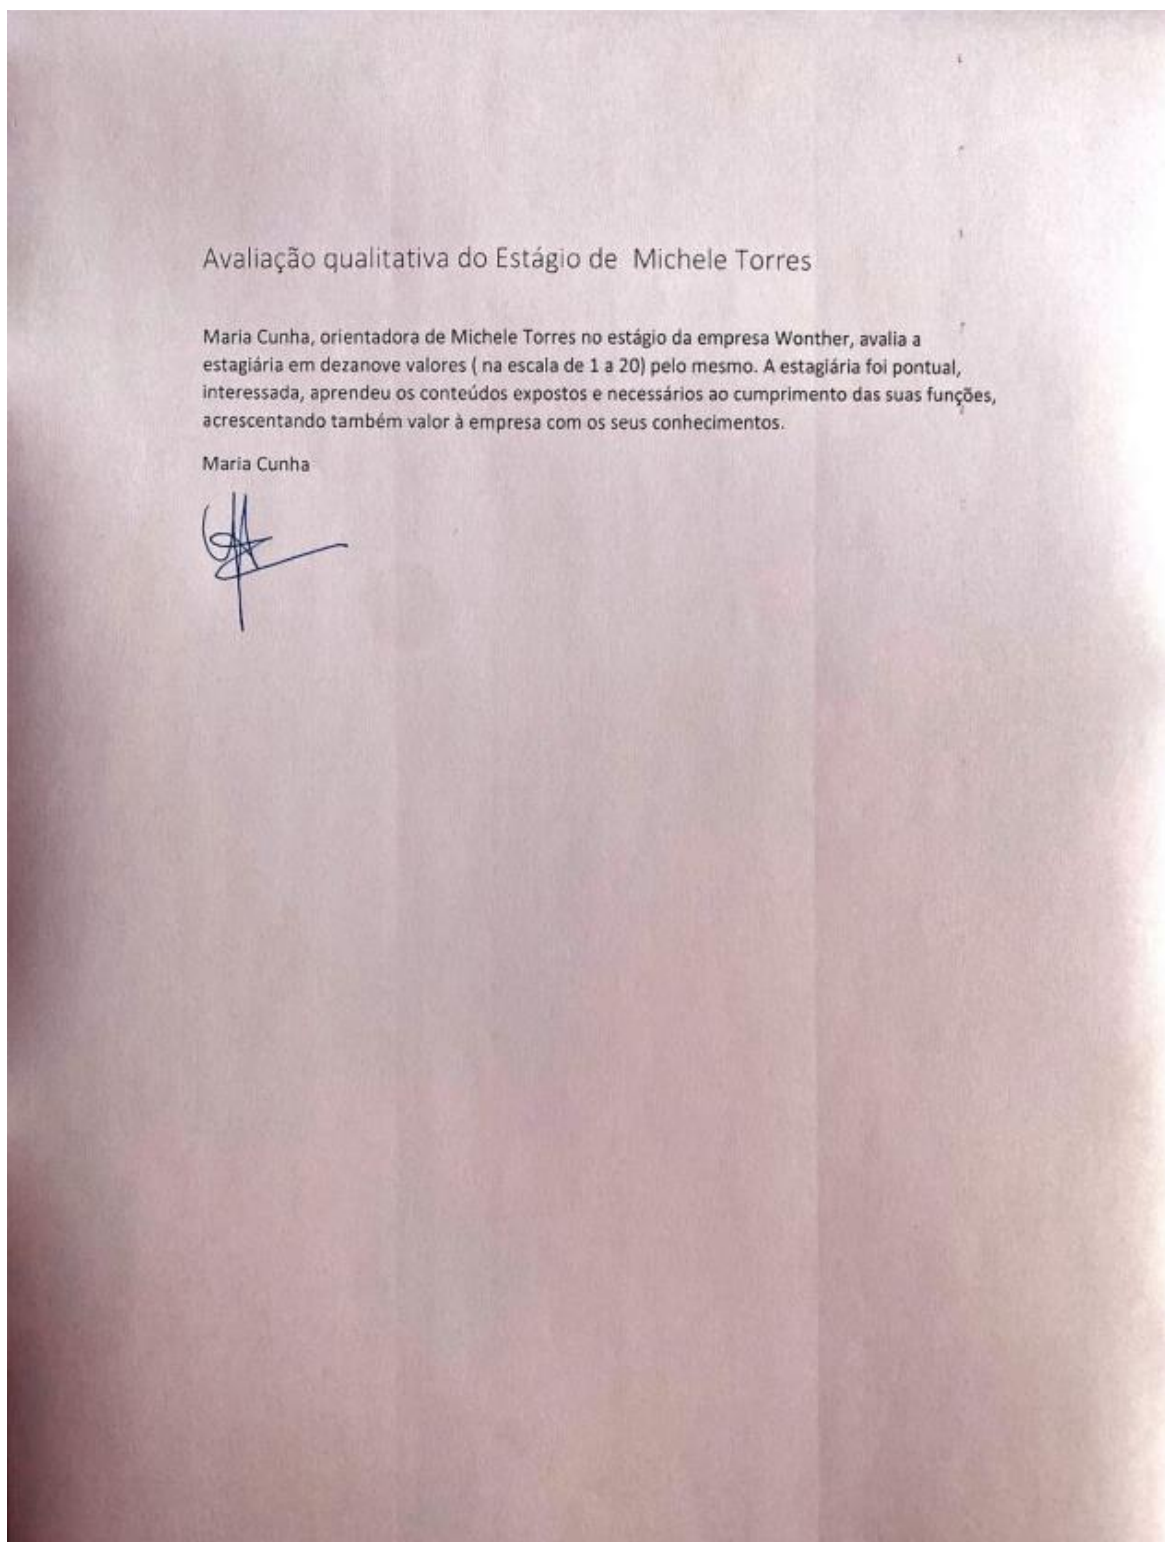 Avaliação qualitativa do Estágio de  Michele Torres
Maria Cunha, orientadora de Michele Torres no estágio da empresa Wonther, avalia a
estagiária em dezanove valores ( na escala de 1 a 20) pelo mesmo. A estagiária foi pontual,
interessada, aprendeu os conteúdos expostos e necessários ao cumprimento das suas funções,
acrescentando também valor à empresa com os seus conhecimentos.
Maria Cunha